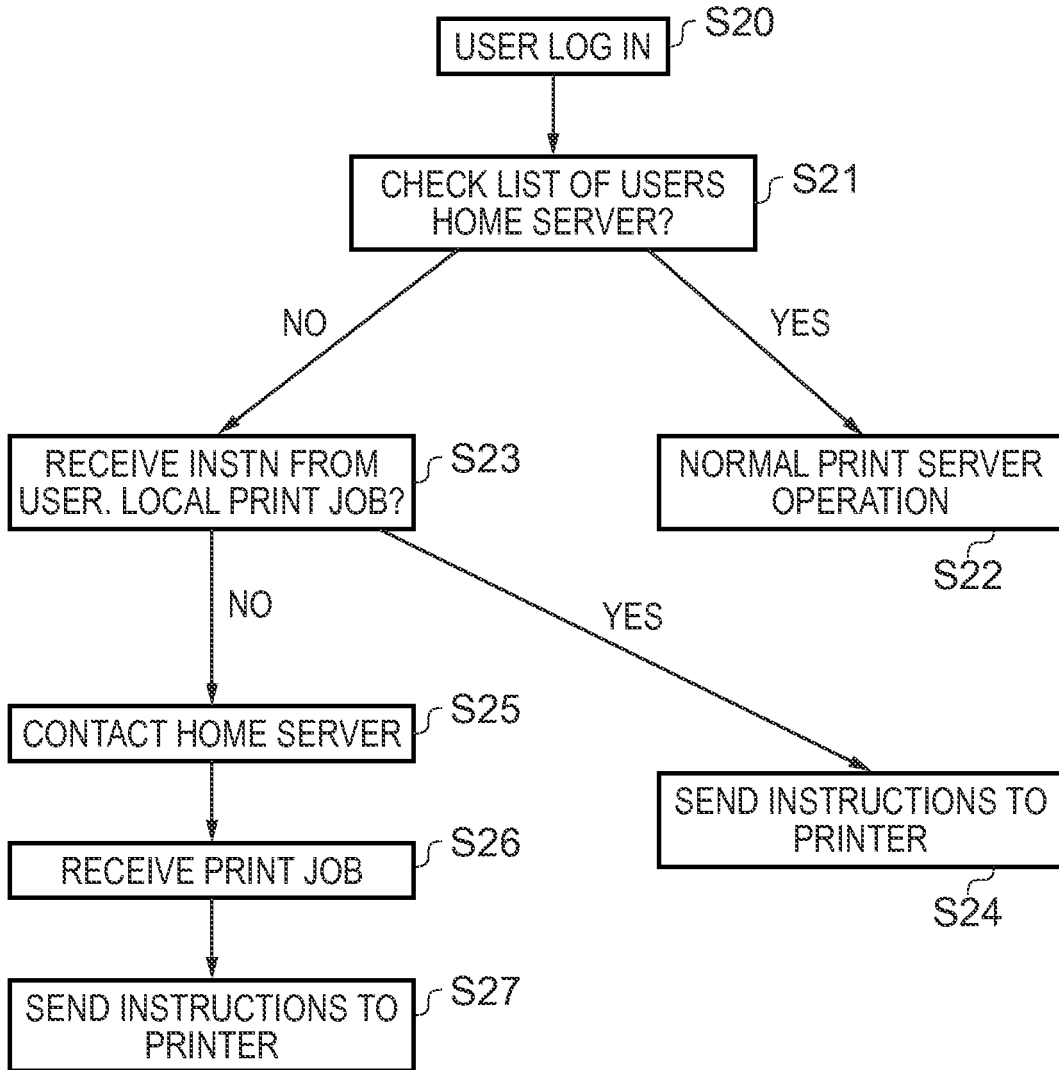 USER LOG IN
S20
CHECK LIST OF USERS
HOME SERVER?
S21
NO
YES
RECEIVE INSTN FROM
USER. LOCAL PRINT JOB?
S23
NORMAL PRINT SERVER
OPERATION
S22
NO
YES
CONTACT HOME SERVER
S25
SEND INSTRUCTIONS TO
PRINTER
S24
RECEIVE PRINT JOB
S26
SEND INSTRUCTIONS TO
PRINTER
S27